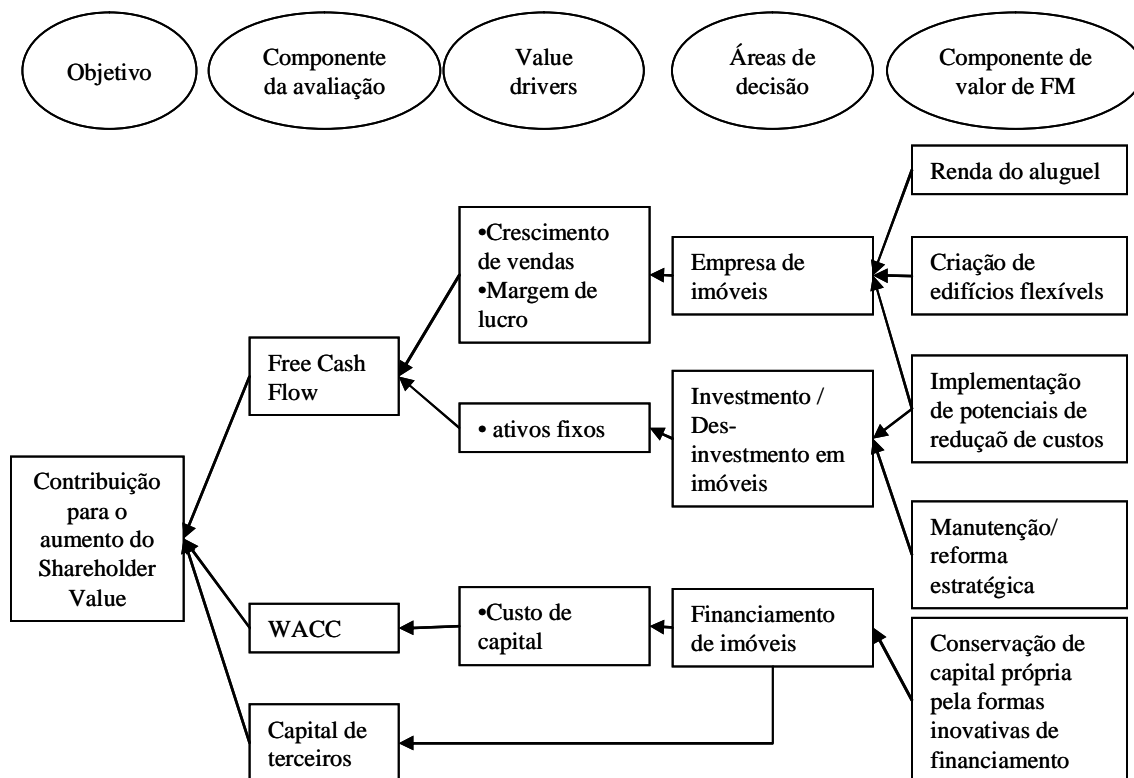 Objetivo
Componente
da avaliação
Value
drivers
Áreas de
decisão
Componente de
valor de FM
Renda do aluguel
•Crescimento
de vendas
•Margem de
lucro
Empresa de
imóveis
Criação de
edifícios flexívels
Free Cash
Flow
• ativos fixos
Investimento /
Des-
investimento em
imóveis
Implementação
de potenciais de
reduçaõ de custos
Contribuição
para o
aumento do
Shareholder
Value
Manutenção/
reforma
estratégica
WACC
•Custo de
capital
Financiamento
de imóveis
Conservação de
capital própria
pela formas
inovativas de
financiamento
Capital de
terceiros